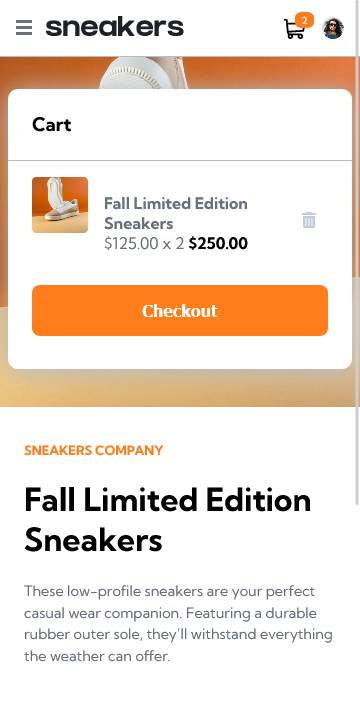 sneakers
2
Cart
Fall Limited Edition
Sneakers
$125.00 x 2 $250.00
Checkout
SNEAKERS COMPANY
Fall Limited Edition
Sneakers
These low-profile sneakers are your perfect
casual wear companion. Featuring a durable
rubber outer sole, they’ll withstand everything
the weather can offer.